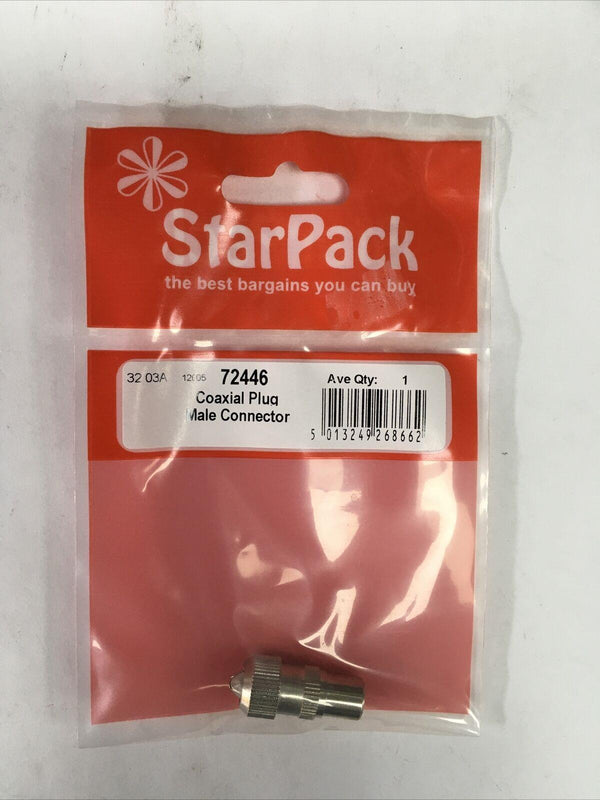 StarPack
the best bargains you can buy
32 03A 12605 72446 Ave Qty: 1
Coaxial Plug
Male Connector
5 013249 268662